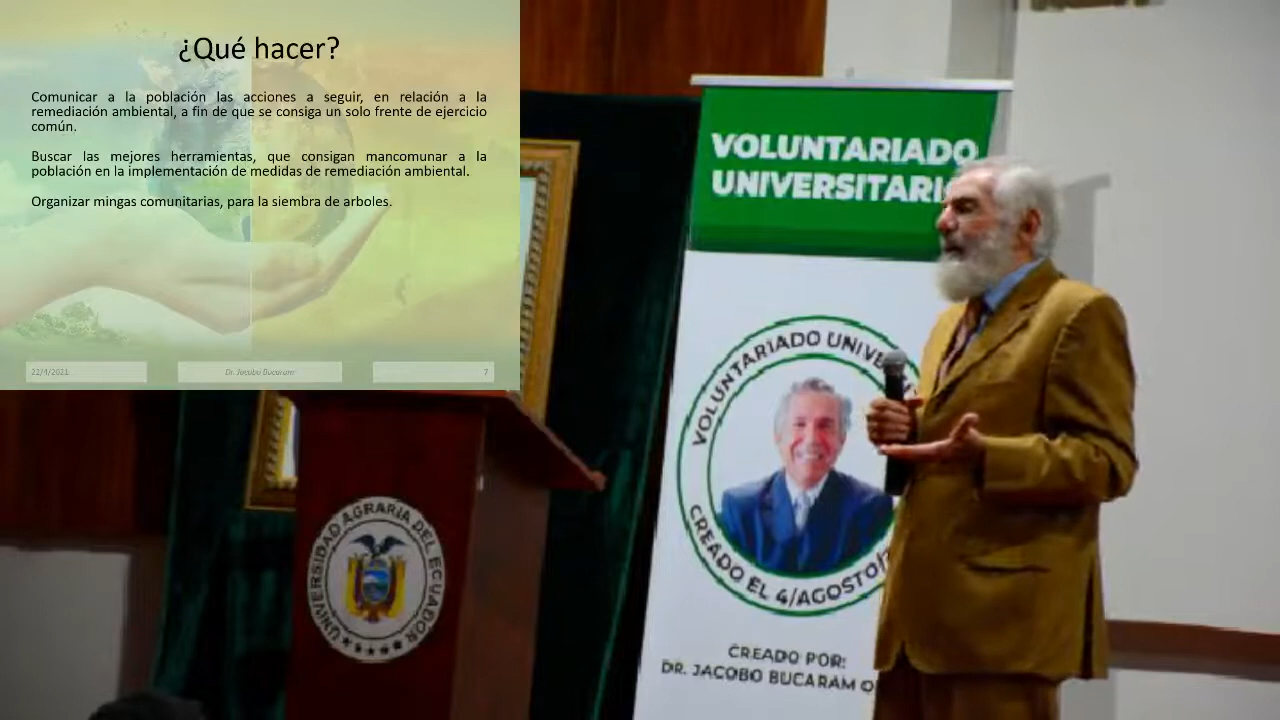 ¿Qué hacer?
Comunicar a la población las acciones a seguir, en relación a la
remediación ambiental, a fin de que se consiga un solo frente de ejercicio
común.
Buscar las mejores herramientas, que consigan mancomunar a la
población en la implementación de medidas de remediación ambiental.
Organizar mingas comunitarias, para la siembra de arboles.
22/4/2021
Dr. Jacobo Bucaram
7
VOLUNTARIADO
UNIVERSITARIO
VOLUNTARIADO UNIVE
CREADO EL 4/AGOSTO/
CREADO POR:
DR. JACOBO BUCARAM O
UNIVERSIDAD AGRARIA DEL ECUADOR